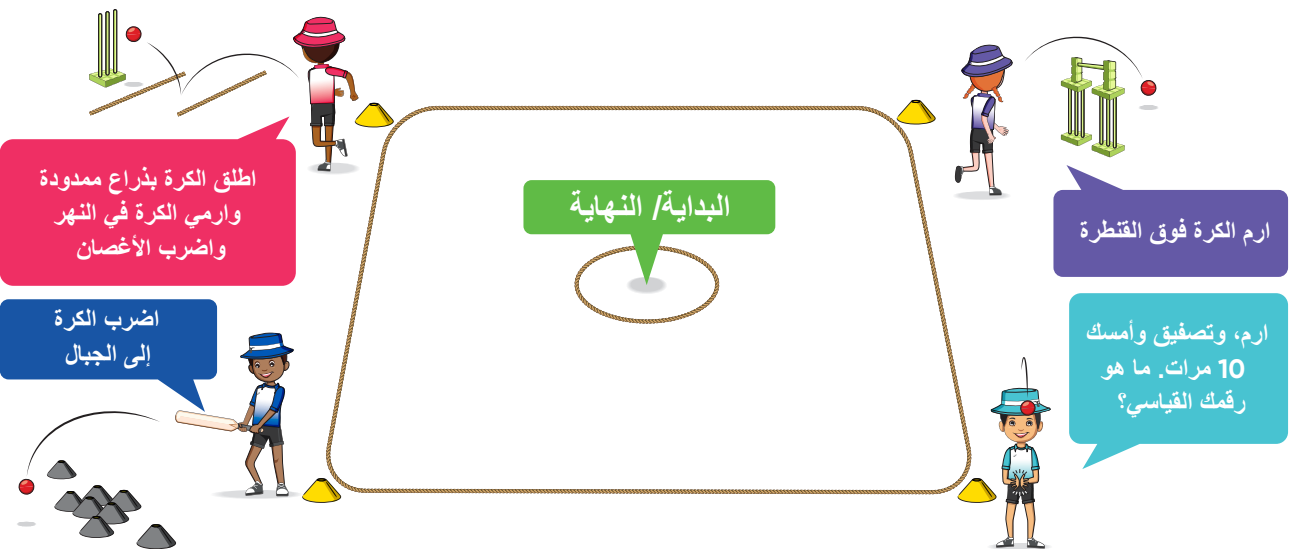 البداية/ النهاية
ارم الكرة فوق القنطرة
ارم، وتصفيق وأمسك
10 مرات. ما هو
رقمك القياسي؟
اطلق الكرة بذراع ممدودة
وارمي الكرة في النهر
واضرب الأغصان
اضرب الكرة
إلى الجبال